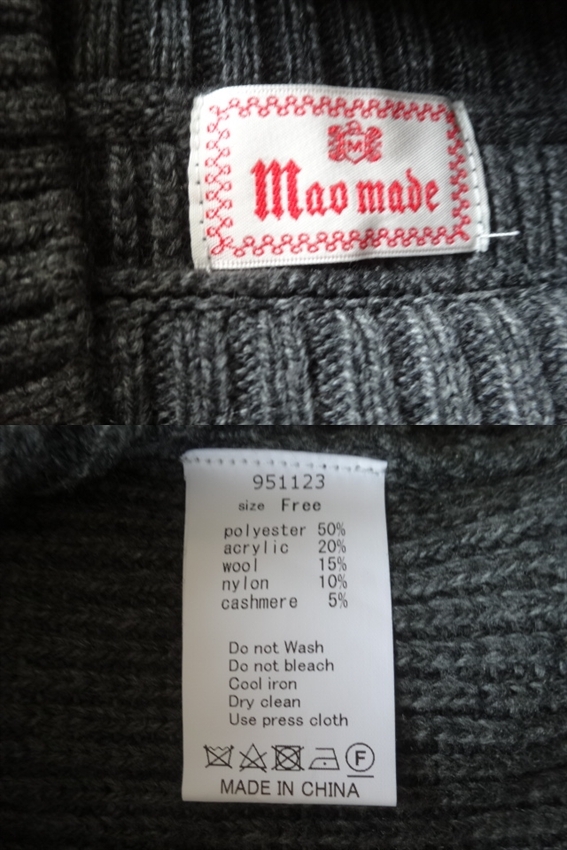 M
Mao made
951123
size Free
polyester 50%
acrylic 20%
wool 15%
nylon 10%
cashmere 5%
Do not Wash
Do not bleach
Cool iron
Dry clean
Use press cloth
F
MADE IN CHINA